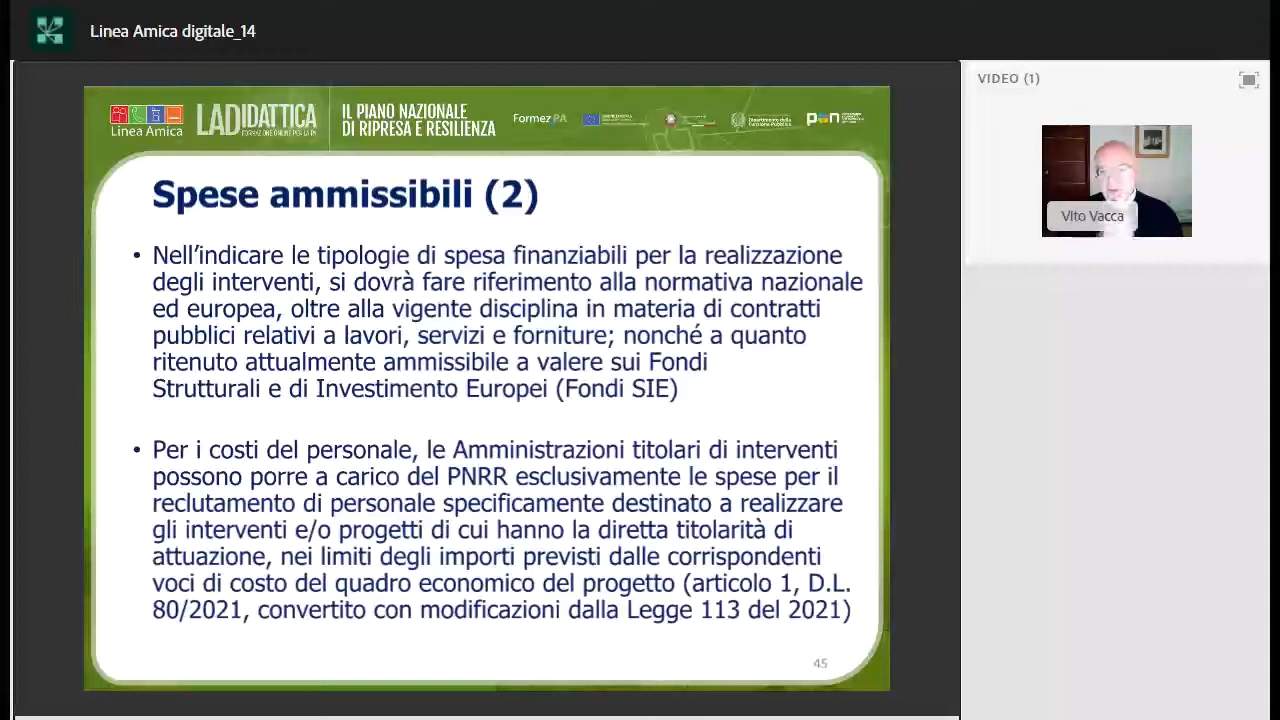 Linea Amica digitale_14
VIDEO (1)
Linea Amica
LADIDATTICA
IL PIANO NAZIONALE
DI RIPRESA E RESILIENZA
FormezPA
Vito Vacca
Spese ammissibili (2)
• Nell'indicare le tipologie di spesa finanziabili per la realizzazione
degli interventi, si dovrà fare riferimento alla normativa nazionale
ed europea, oltre alla vigente disciplina in materia di contratti
pubblici relativi a lavori, servizi e forniture; nonché a quanto
ritenuto attualmente ammissibile a valere sui Fondi
Strutturali e di Investimento Europei (Fondi SIE)
• Per i costi del personale, le Amministrazioni titolari di interventi
possono porre a carico del PNRR esclusivamente le spese per il
reclutamento di personale specificamente destinato a realizzare
gli interventi e/o progetti di cui hanno la diretta titolarità di
attuazione, nei limiti degli importi previsti dalle corrispondenti
voci di costo del quadro economico del progetto (articolo 1, D.L.
80/2021, convertito con modificazioni dalla Legge 113 del 2021)
45